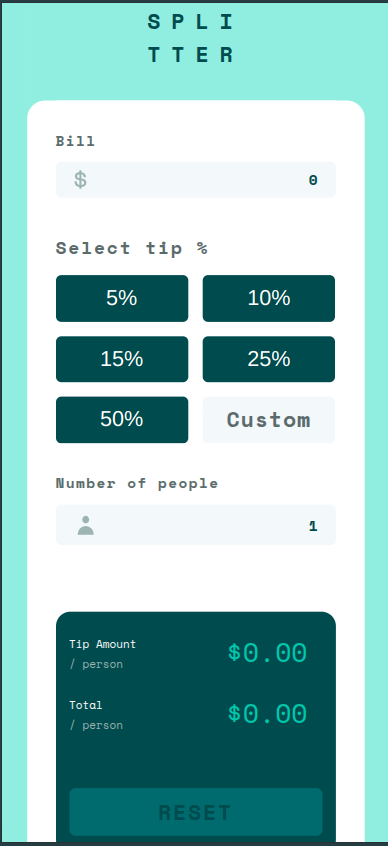 SPLI
TTER
Bill
$ 0
Select tip %
5% 10%
15% 25%
50% Custom
Number of people
1
Tip Amount
/ person
$0.00
Total
/ person
$0.00
RESET